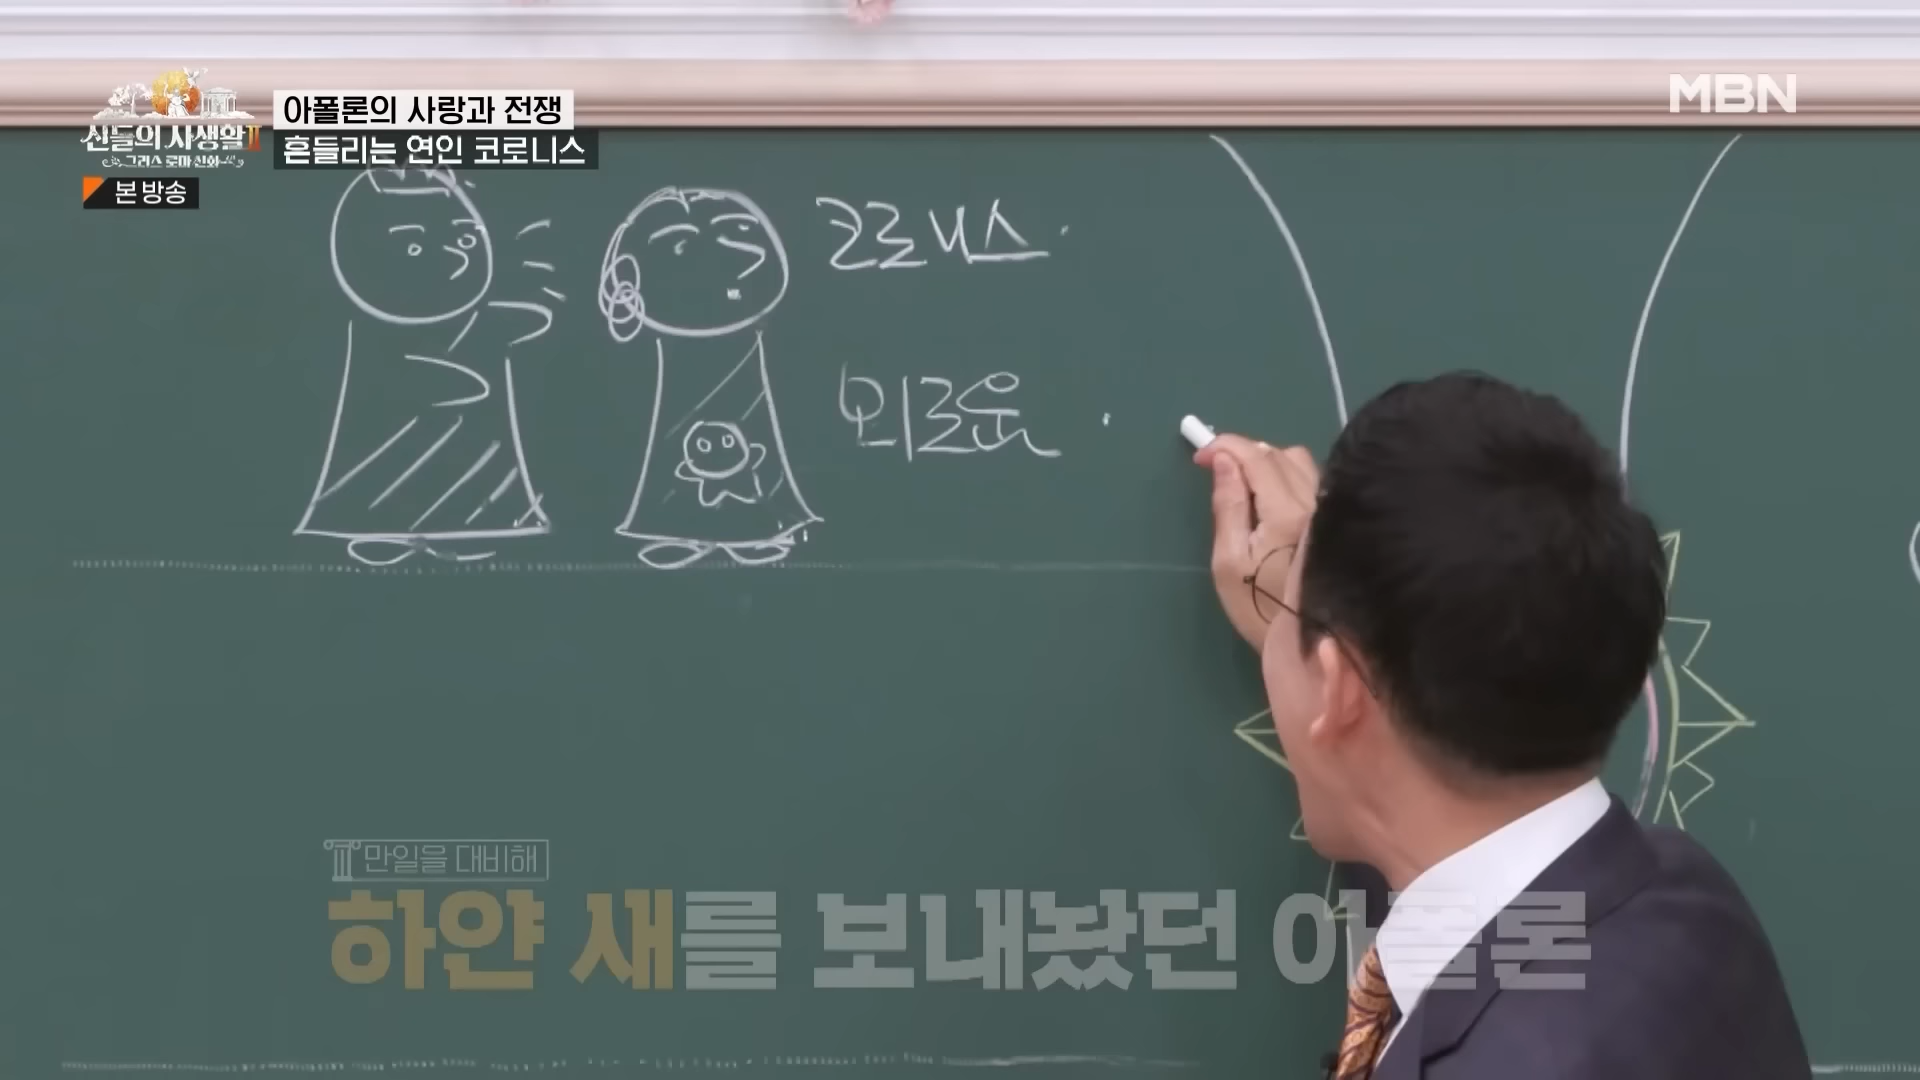 MBN
아폴론의 사랑과 전쟁
신들의 사생활Ⅱ
흔들리는 연인 코로니스
그리스 로마 신화
본 방송
코로니스
외로움
만일을 대비해
하얀 새를 보내놨던 아폴론